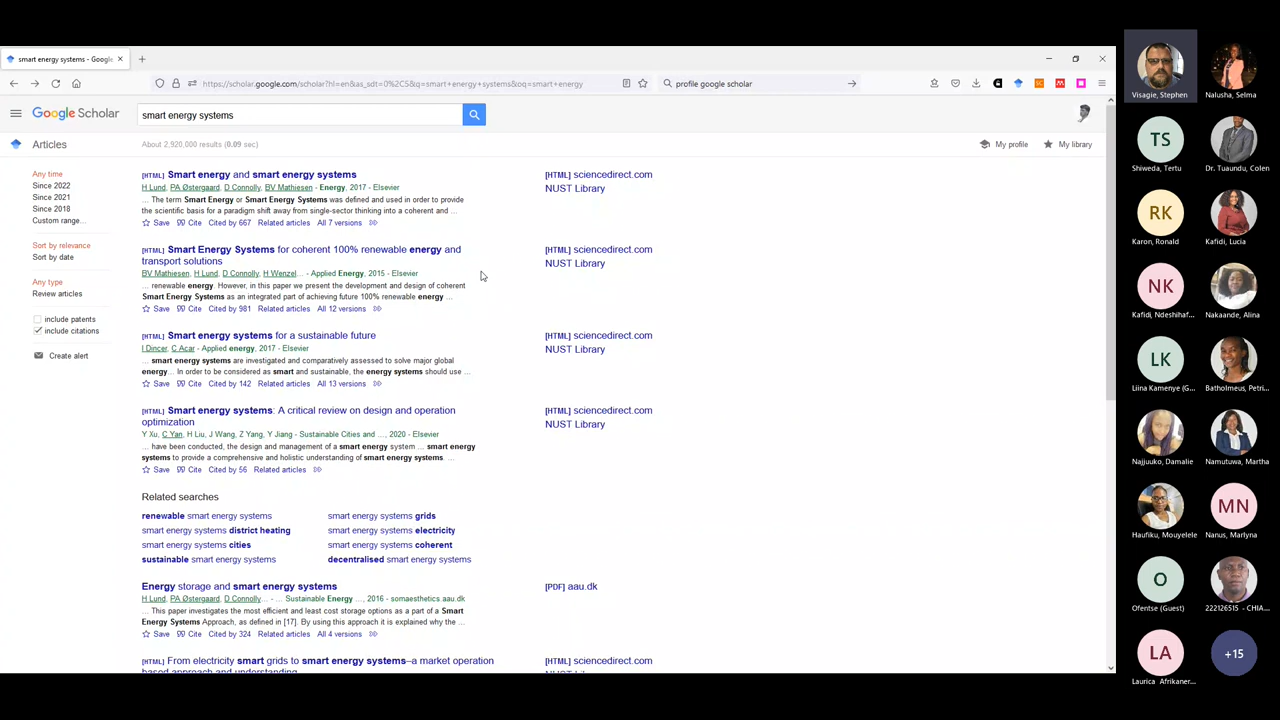 smart energy systems - Google
https://scholar.google.com/scholar?hl=en&as_sdt=0%2C5&q=smart+energy+systems&oq=smart+energy
profile google scholar
Google Scholar
smart energy systems
Articles
About 2,920,000 results (0.09 sec)
My profile
My library
Any time
Since 2022
Since 2021
Since 2018
Custom range...
Sort by relevance
Sort by date
Any type
Review articles
include patents
include citations
Create alert
[HTML] Smart energy and smart energy systems
H Lund, PA Østergaard, D Connolly, BV Mathiesen - Energy, 2017 - Elsevier
... The term Smart Energy or Smart Energy Systems was defined and used in order to provide
the scientific basis for a paradigm shift away from single-sector thinking into a coherent and ...
Save Cite Cited by 667 Related articles All 7 versions
[HTML] sciencedirect.com
NUST Library
[HTML] Smart Energy Systems for coherent 100% renewable energy and
transport solutions
BV Mathiesen, H Lund, D Connolly, H Wenzel... - Applied Energy, 2015 - Elsevier
... renewable energy. However, in this paper we present the development and design of coherent
Smart Energy Systems as an integrated part of achieving future 100% renewable energy ...
Save Cite Cited by 981 Related articles All 12 versions
[HTML] sciencedirect.com
NUST Library
[HTML] Smart energy systems for a sustainable future
I Dincer, C Acar - Applied energy, 2017 - Elsevier
... smart energy systems are investigated and comparatively assessed to solve major global
energy... In order to be considered as smart and sustainable, the energy systems should use ...
Save Cite Cited by 142 Related articles All 13 versions
[HTML] sciencedirect.com
NUST Library
[HTML] Smart energy systems: A critical review on design and operation
optimization
Y Xu, C Yan, H Liu, J Wang, Z Yang, Y Jiang - Sustainable Cities and ..., 2020 - Elsevier
... have been conducted, the design and management of a smart energy system ... smart energy
systems to provide a comprehensive and holistic understanding of smart energy systems. ...
Save Cite Cited by 56 Related articles
[HTML] sciencedirect.com
NUST Library
Related searches
renewable smart energy systems
smart energy systems grids
smart energy systems district heating
smart energy systems electricity
smart energy systems cities
smart energy systems coherent
sustainable smart energy systems
decentralised smart energy systems
Energy storage and smart energy systems
H Lund, PA Østergaard, D Connolly... - ... Sustainable Energy ..., 2016 - somaesthetics.aau.dk
... This paper investigates the most efficient and least cost storage options as a part of a Smart
Energy Systems Approach, as defined in [17]. By using this approach it is explained why the ...
Save Cite Cited by 324 Related articles All 4 versions
[PDF] aau.dk
[HTML] From electricity smart grids to smart energy systems–a market operation
based approach and understanding
[HTML] sciencedirect.com
Visagie, Stephen
Nalusha, Selma
TS
Shiweda, Tertu
Dr. Tuaundu, Colen
RK
Karon, Ronald
Kafidi, Lucia
NK
Kafidi, Ndeshihaf...
Nakaande, Alina
LK
Liina Kamenye (G...
Batholmeus, Petri...
Najjuuko, Damalie
Namutuwa, Martha
Haufiku, Mouyelele
MN
Nanus, Marlyna
O
Ofentse (Guest)
222126515 - CHIA...
LA
Laurica Afrikaner...
+15